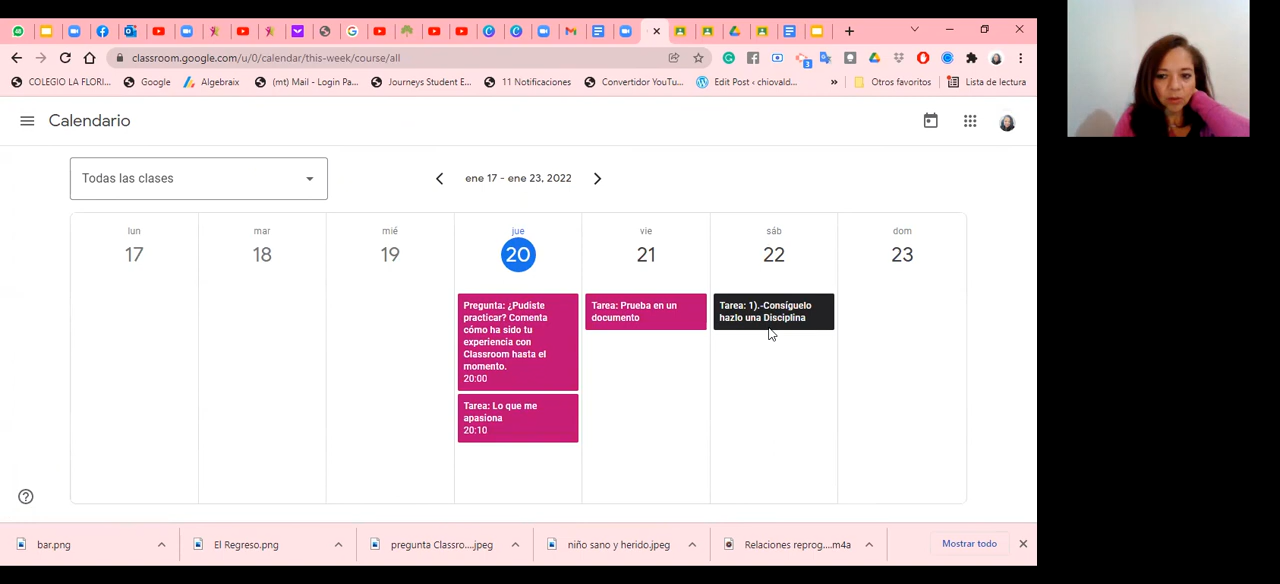 classroom.google.com/u/0/calendar/this-week/course/all
COLEGIO LA FLORI...
Google
Algebraix
(mt) Mail - Login Pa...
Journeys Student E...
11 Notificaciones
Convertidor YouTu...
Edit Post ‹ chiovald...
»
Otros favoritos
Lista de lectura
Calendario
Todas las clases
ene 17 - ene 23, 2022
lun
mar
mié
jue
vie
sáb
dom
17
18
19
20
21
22
23
Pregunta: ¿Pudiste
practicar? Comenta
cómo ha sido tu
experiencia con
Classroom hasta el
momento.
20:00
Tarea: Lo que me
apasiona
20:10
Tarea: Prueba en un
documento
Tarea: 1).-Consíguelo
hazlo una Disciplina
bar.png
El Regreso.png
pregunta Classro....jpeg
niño sano y herido.jpeg
Relaciones reprog....m4a
Mostrar todo